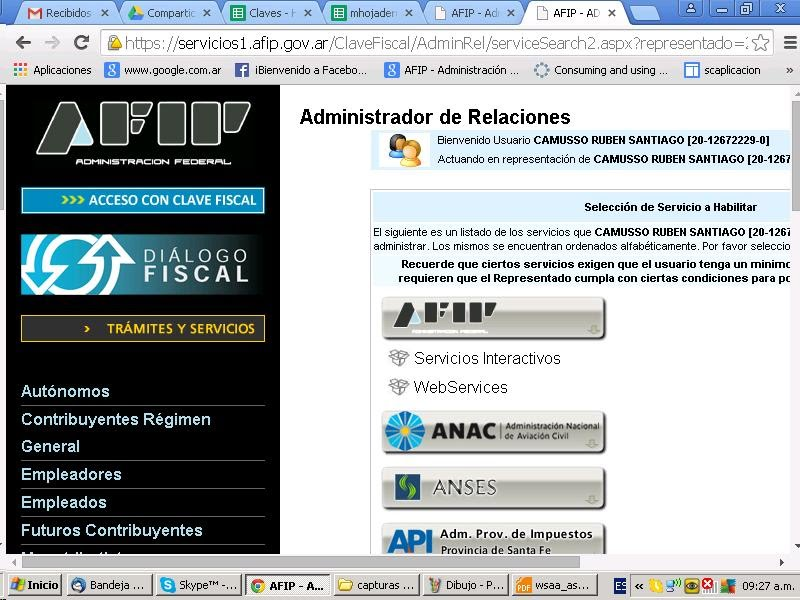 Recibidos
Compartic
Claves - H
mhojader
AFIP - Adr
AFIP - AD
https://servicios1.afip.gov.ar/ClaveFiscal/AdminRel/serviceSearch2.aspx?representado=2
Aplicaciones
www.google.com.ar
iBienvenido a Facebo...
AFIP - Administración ...
Consuming and using ...
scaplicacion
»
AFIP
ADMINISTRACION FEDERAL
>>> ACCESO CON CLAVE FISCAL
DIÁLOGO
FISCAL
> TRÁMITES Y SERVICIOS
Autónomos
Contribuyentes Régimen
General
Empleadores
Empleados
Futuros Contribuyentes
Administrador de Relaciones
Bienvenido Usuario CAMUSSO RUBEN SANTIAGO [20-12672229-0]
Actuando en representación de CAMUSSO RUBEN SANTIAGO [20-1267
Selección de Servicio a Habilitar
El siguiente es un listado de los servicios que CAMUSSO RUBEN SANTIAGO [20-1267
administrar. Los mismos se encuentran ordenados alfabéticamente. Por favor seleccio
Recuerde que ciertos servicios exigen que el usuario tenga un mínimo
requieren que el Representado cumpla con ciertas condiciones para po
AFIP
Servicios Interactivos
WebServices
ANAC Administración Nacional
de Aviación Civil
ANSES
API Adm. Prov. de Impuestos
Provincia de Santa Fe
Inicio
Bandeja ...
Skype™ -...
AFIP - A...
capturas ...
Dibujo - P...
wsaa_as...
ES
«
09:27 a.m.